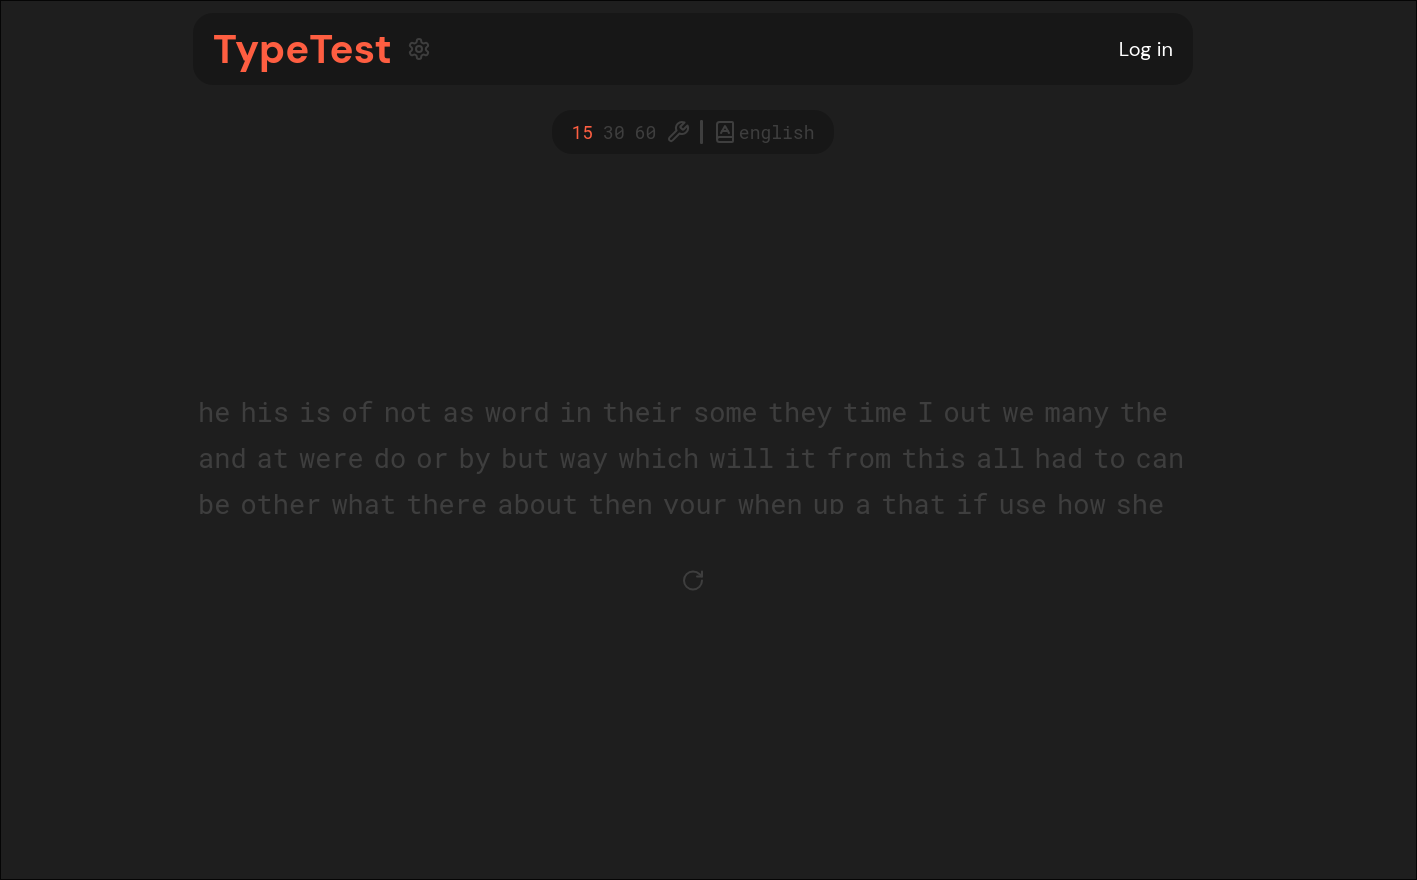 TypeTest
Log in
15 30 60 english
he his is of not as word in their some they time I out we many the
and at were do or by but way which will it from this all had to can
be other what there about then your when up a that if use how she